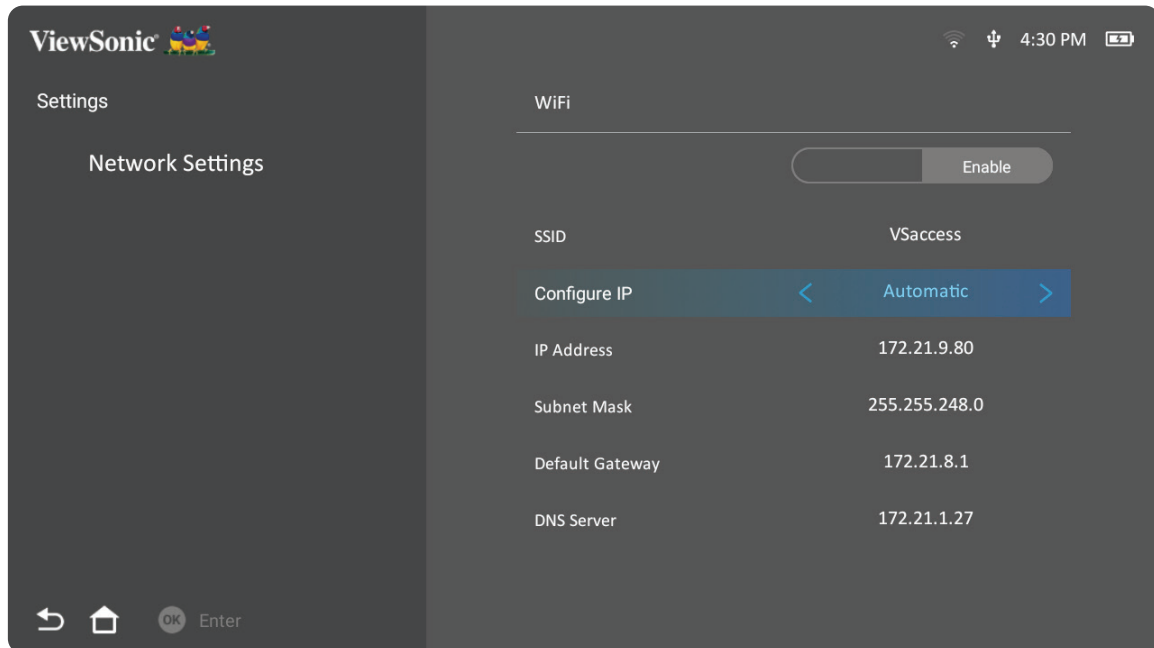 ViewSonic
4:30 PM
Settings
WiFi
Network Settings
Enable
SSID VSaccess
Configure IP < Automatic >
IP Address 172.21.9.80
Subnet Mask 255.255.248.0
Default Gateway 172.21.8.1
DNS Server 172.21.1.27
OK Enter